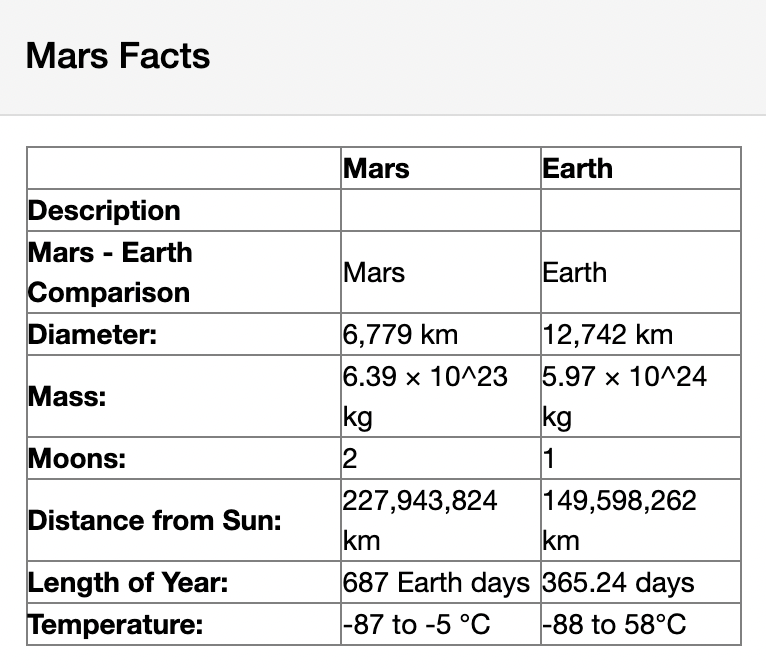 Mars Facts
Mars Earth
Description
Mars - Earth
Comparison Mars Earth
Diameter: 6,779 km 12,742 km
Mass: 6.39 × 10^23
kg 5.97 × 10^24
kg
Moons: 2 1
Distance from Sun: 227,943,824
km 149,598,262
km
Length of Year: 687 Earth days 365.24 days
Temperature: -87 to -5 °C -88 to 58°C